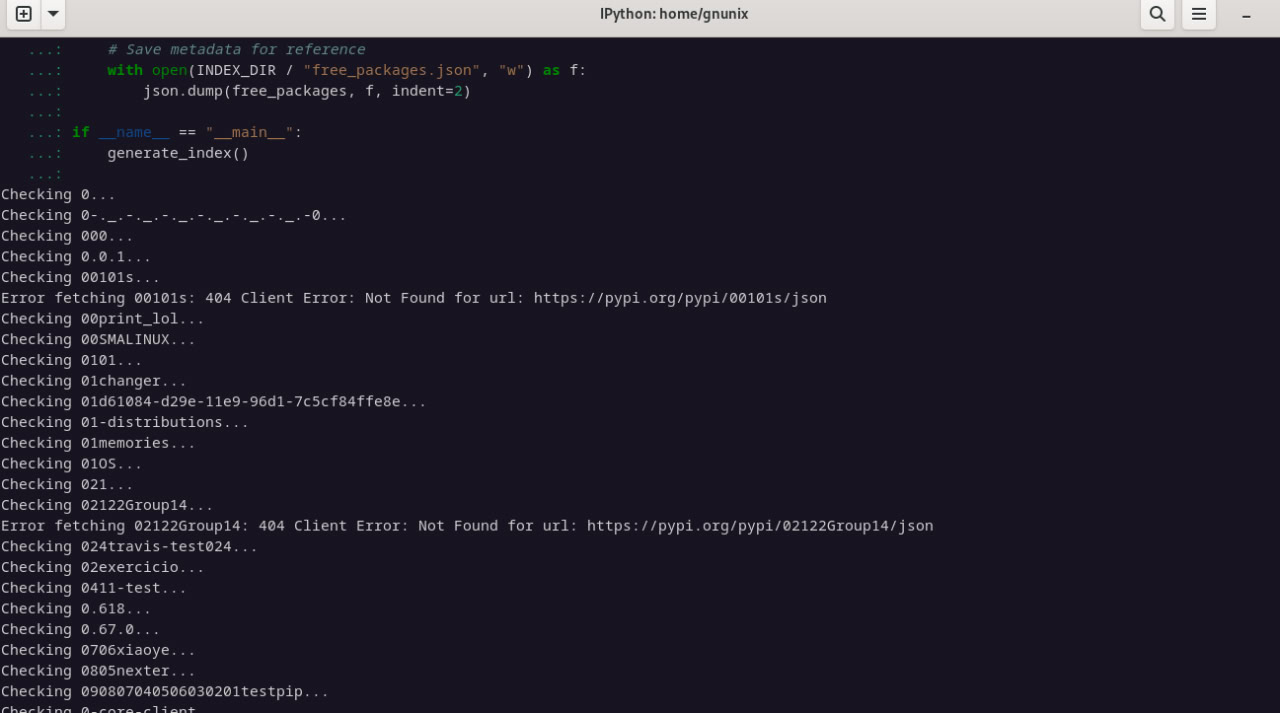 IPython: home/gnunix
...:     # Save metadata for reference
...:     with open(INDEX_DIR / "free_packages.json", "w") as f:
...:         json.dump(free_packages, f, indent=2)
...:
...: if __name__ == "__main__":
...:     generate_index()
...:
Checking 0...
Checking 0-._.-._.-._.-._.-._.-._.-0...
Checking 000...
Checking 0.0.1...
Checking 00101s...
Error fetching 00101s: 404 Client Error: Not Found for url: https://pypi.org/pypi/00101s/json
Checking 00print_lol...
Checking 00SMALINUX...
Checking 0101...
Checking 01changer...
Checking 01d61084-d29e-11e9-96d1-7c5cf84ffe8e...
Checking 01-distributions...
Checking 01memories...
Checking 01OS...
Checking 021...
Checking 02122Group14...
Error fetching 02122Group14: 404 Client Error: Not Found for url: https://pypi.org/pypi/02122Group14/json
Checking 024travis-test024...
Checking 02exercicio...
Checking 0411-test...
Checking 0.618...
Checking 0.67.0...
Checking 0706xiaoye...
Checking 0805nexter...
Checking 090807040506030201testpip...
Checking 0-core-client